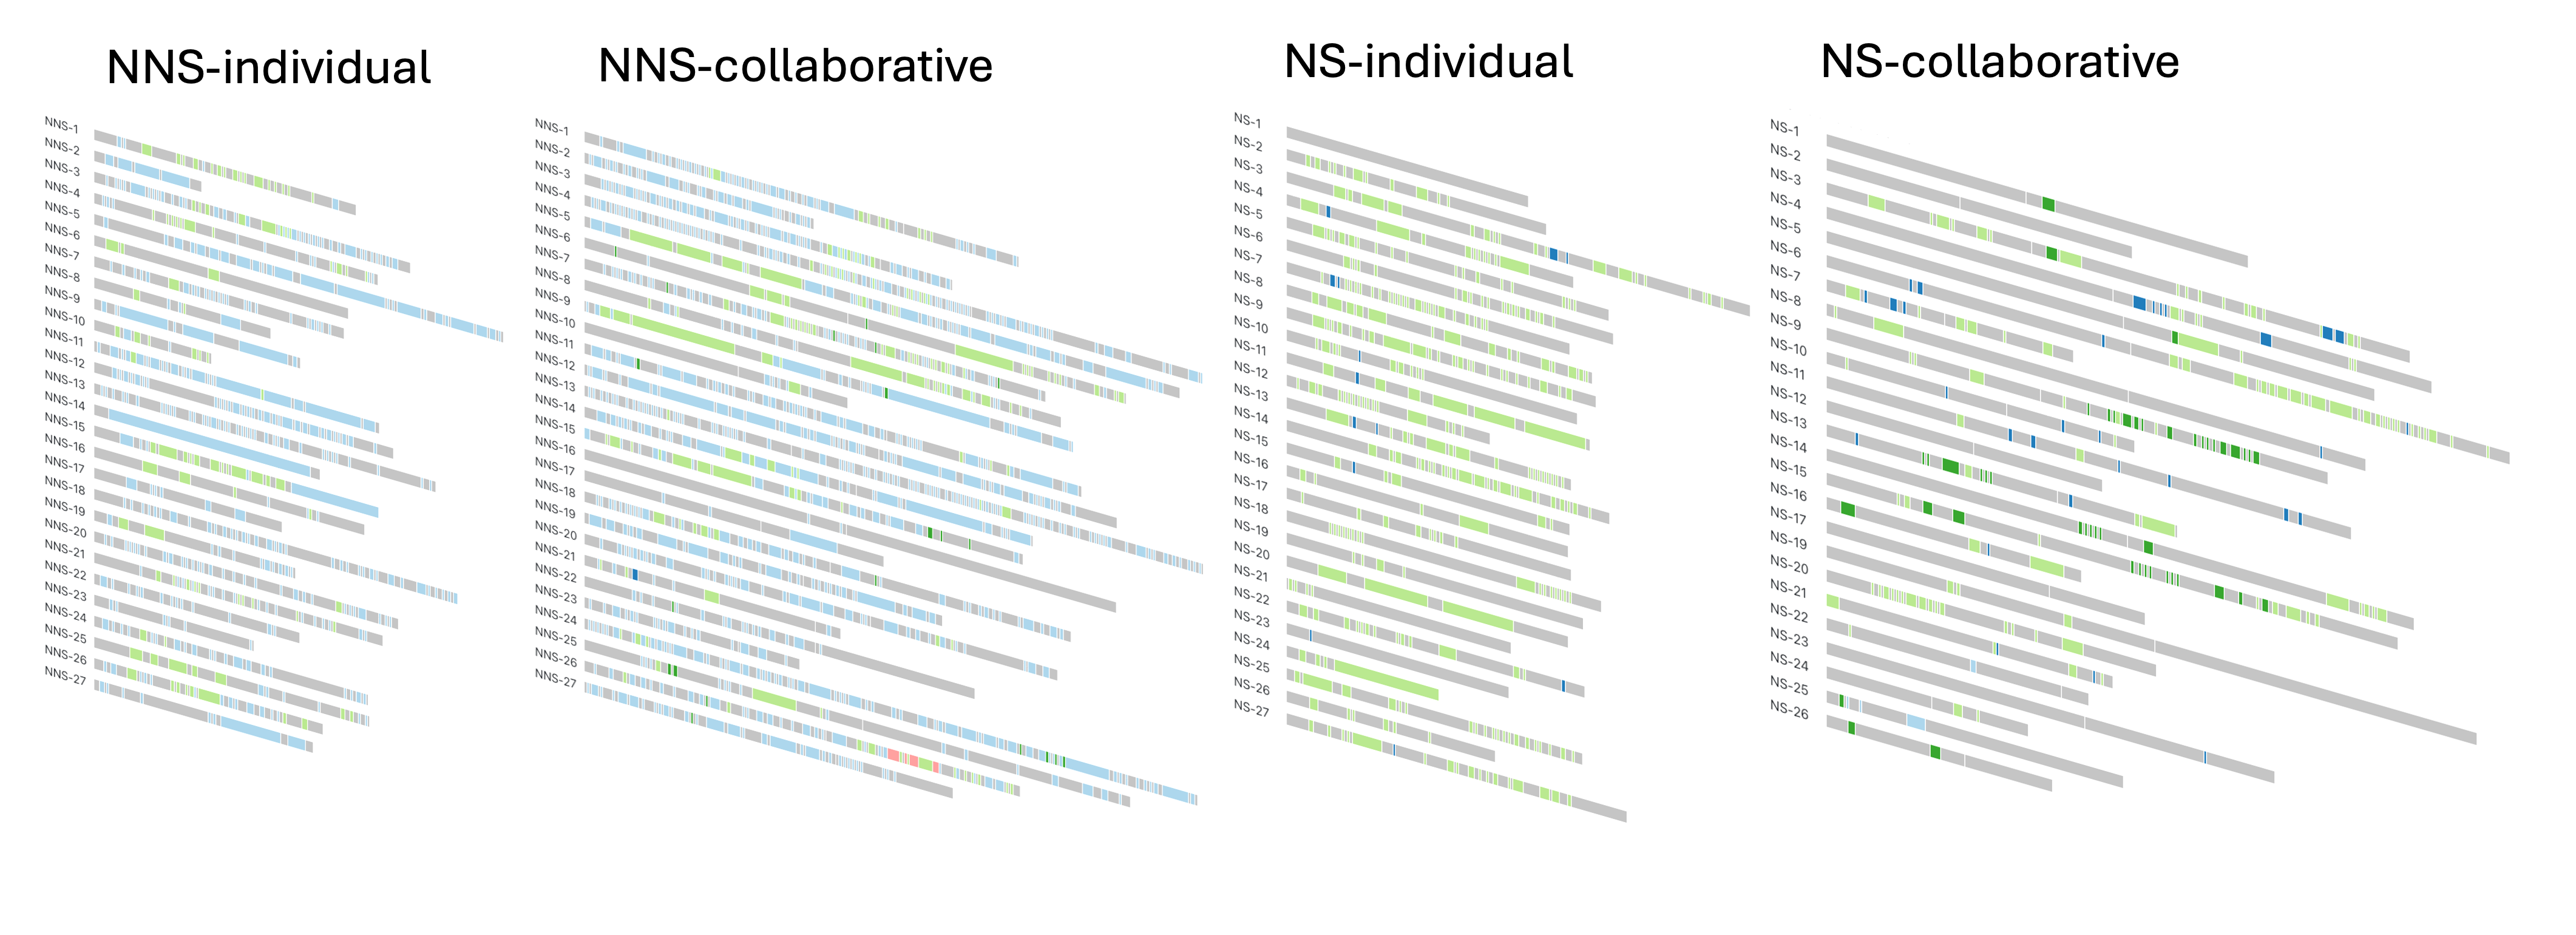 NNS-individual
NNS-1
NNS-2
NNS-3
NNS-4
NNS-5
NNS-6
NNS-7
NNS-8
NNS-9
NNS-10
NNS-11
NNS-12
NNS-13
NNS-14
NNS-15
NNS-16
NNS-17
NNS-18
NNS-19
NNS-20
NNS-21
NNS-22
NNS-23
NNS-24
NNS-25
NNS-26
NNS-27
NNS-collaborative
NNS-1
NNS-2
NNS-3
NNS-4
NNS-5
NNS-6
NNS-7
NNS-8
NNS-9
NNS-10
NNS-11
NNS-12
NNS-13
NNS-14
NNS-15
NNS-16
NNS-17
NNS-18
NNS-19
NNS-20
NNS-21
NNS-22
NNS-23
NNS-24
NNS-25
NNS-26
NNS-27
NS-individual
NS-1
NS-2
NS-3
NS-4
NS-5
NS-6
NS-7
NS-8
NS-9
NS-10
NS-11
NS-12
NS-13
NS-14
NS-15
NS-16
NS-17
NS-18
NS-19
NS-20
NS-21
NS-22
NS-23
NS-24
NS-25
NS-26
NS-27
NS-collaborative
NS-1
NS-2
NS-3
NS-4
NS-5
NS-6
NS-7
NS-8
NS-9
NS-10
NS-11
NS-12
NS-13
NS-14
NS-15
NS-16
NS-17
NS-19
NS-20
NS-21
NS-22
NS-23
NS-24
NS-25
NS-26